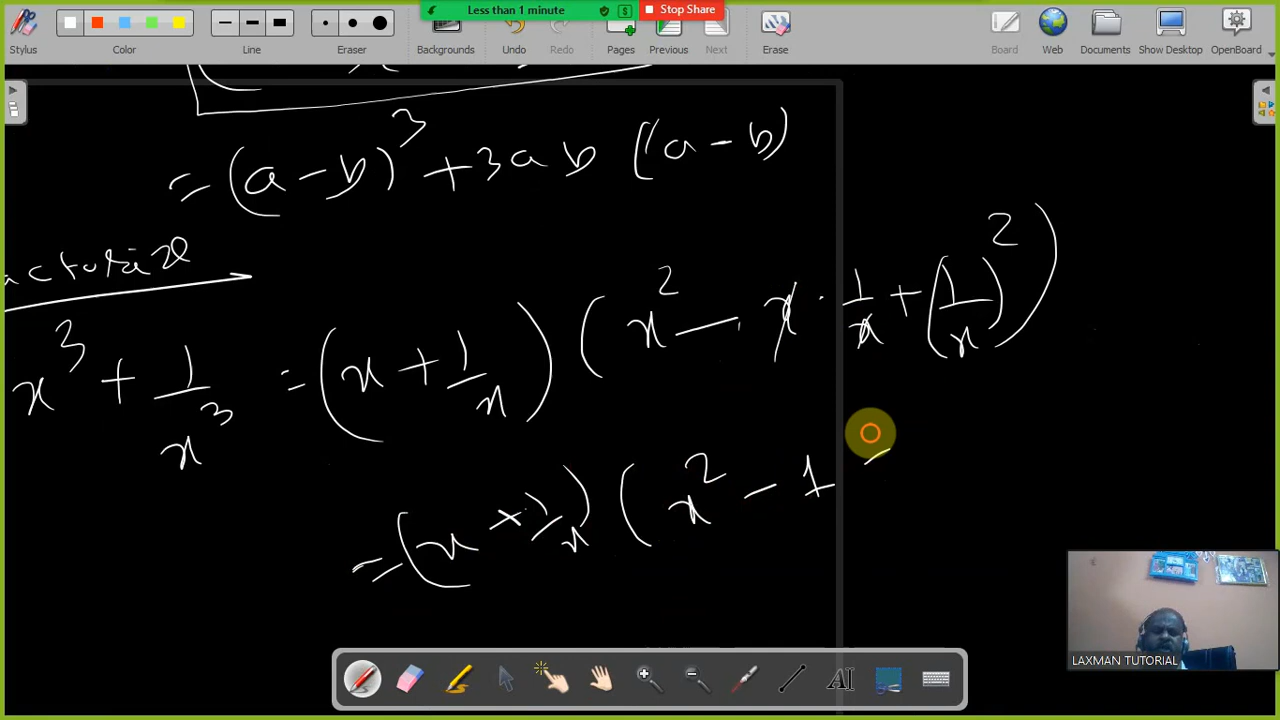 Less than 1 minute $ Stop Share
Stylus Color Line Eraser Backgrounds Undo Redo Pages Previous Next Erase Board Web Documents Show Desktop OpenBoard
= (a - b)³ + 3ab ((a - b)
actorize
x³ + 1/x³ = (x + 1/x) (x² - x · 1/x + (1/x)²)
= (x + 1/x) (x² - 1 -
LAXMAN TUTORIAL
AI